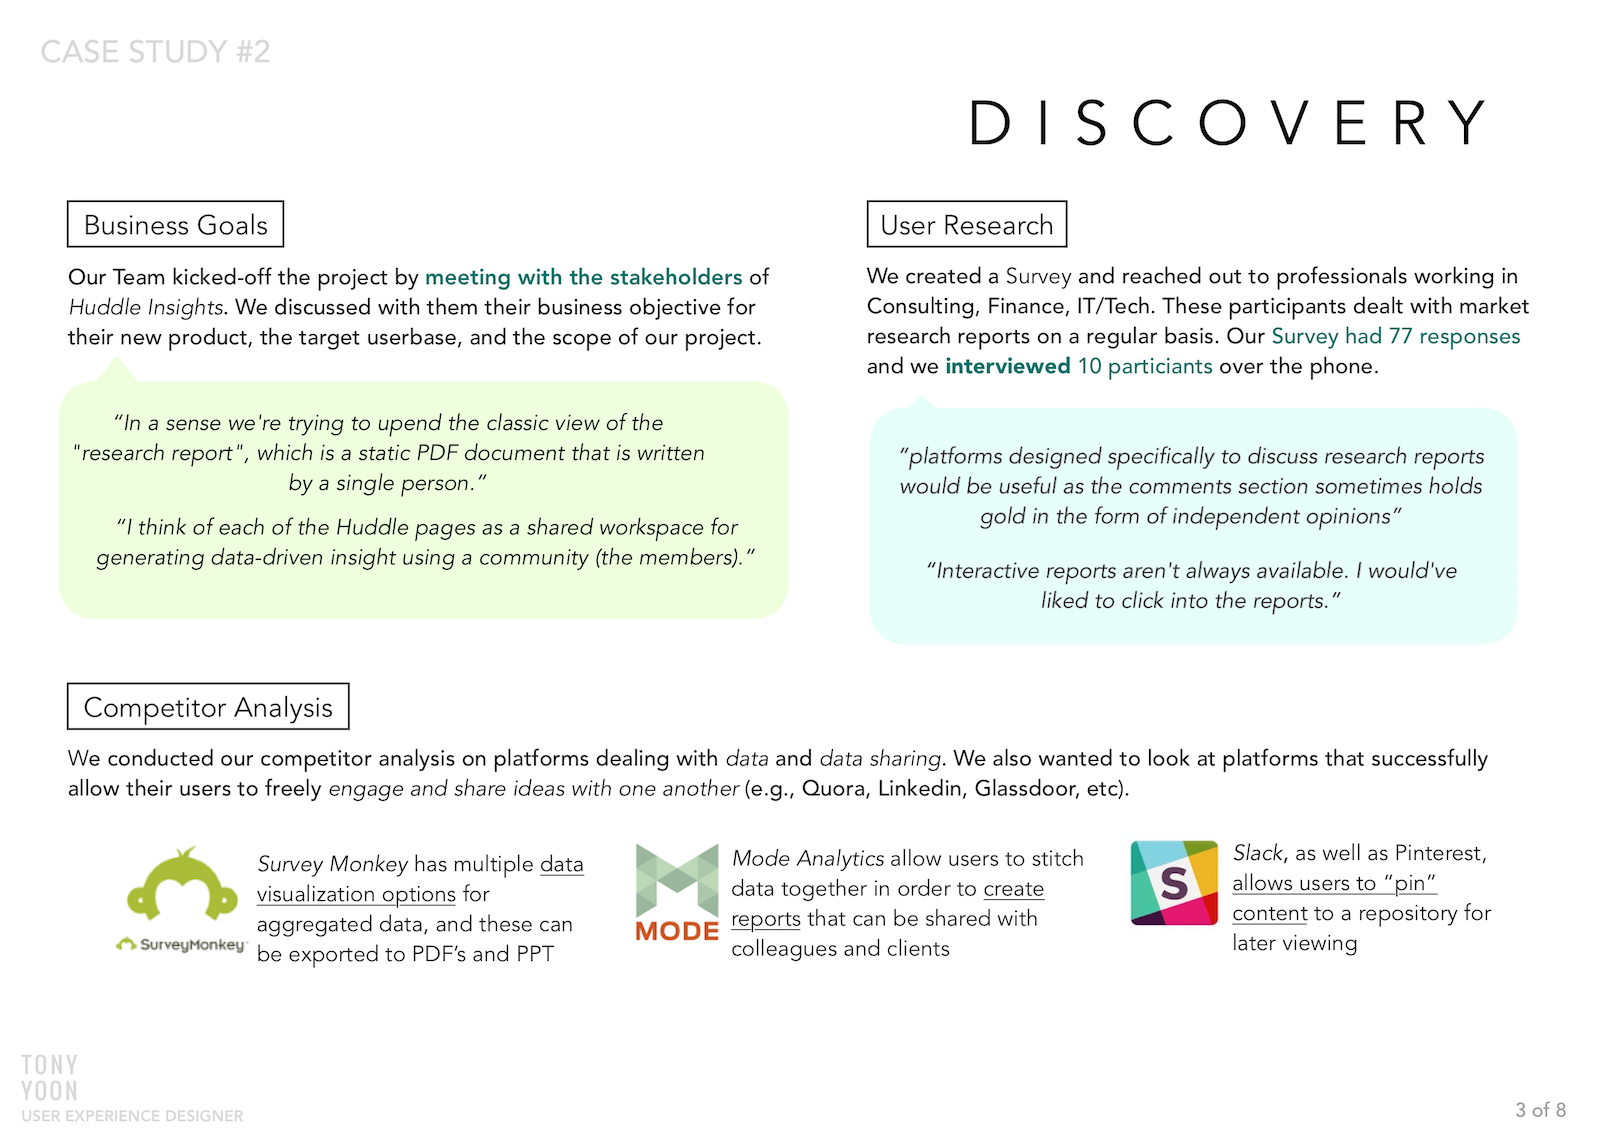 CASE STUDY #2
DISCOVERY
Business Goals
Our Team kicked-off the project by meeting with the stakeholders of
Huddle Insights. We discussed with them their business objective for
their new product, the target userbase, and the scope of our project.
“In a sense we're trying to upend the classic view of the
"research report", which is a static PDF document that is written
by a single person.”
“I think of each of the Huddle pages as a shared workspace for
generating data-driven insight using a community (the members).”
User Research
We created a Survey and reached out to professionals working in
Consulting, Finance, IT/Tech. These participants dealt with market
research reports on a regular basis. Our Survey had 77 responses
and we interviewed 10 particiants over the phone.
“platforms designed specifically to discuss research reports
would be useful as the comments section sometimes holds
gold in the form of independent opinions”
“Interactive reports aren't always available. I would've
liked to click into the reports.”
Competitor Analysis
We conducted our competitor analysis on platforms dealing with data and data sharing. We also wanted to look at platforms that successfully
allow their users to freely engage and share ideas with one another (e.g., Quora, Linkedin, Glassdoor, etc).
SurveyMonkey
Survey Monkey has multiple data
visualization options for
aggregated data, and these can
be exported to PDF’s and PPT
MODE
Mode Analytics allow users to stitch
data together in order to create
reports that can be shared with
colleagues and clients
S
Slack, as well as Pinterest,
allows users to “pin”
content to a repository for
later viewing
TONY
YOON
USER EXPERIENCE DESIGNER
3 of 8